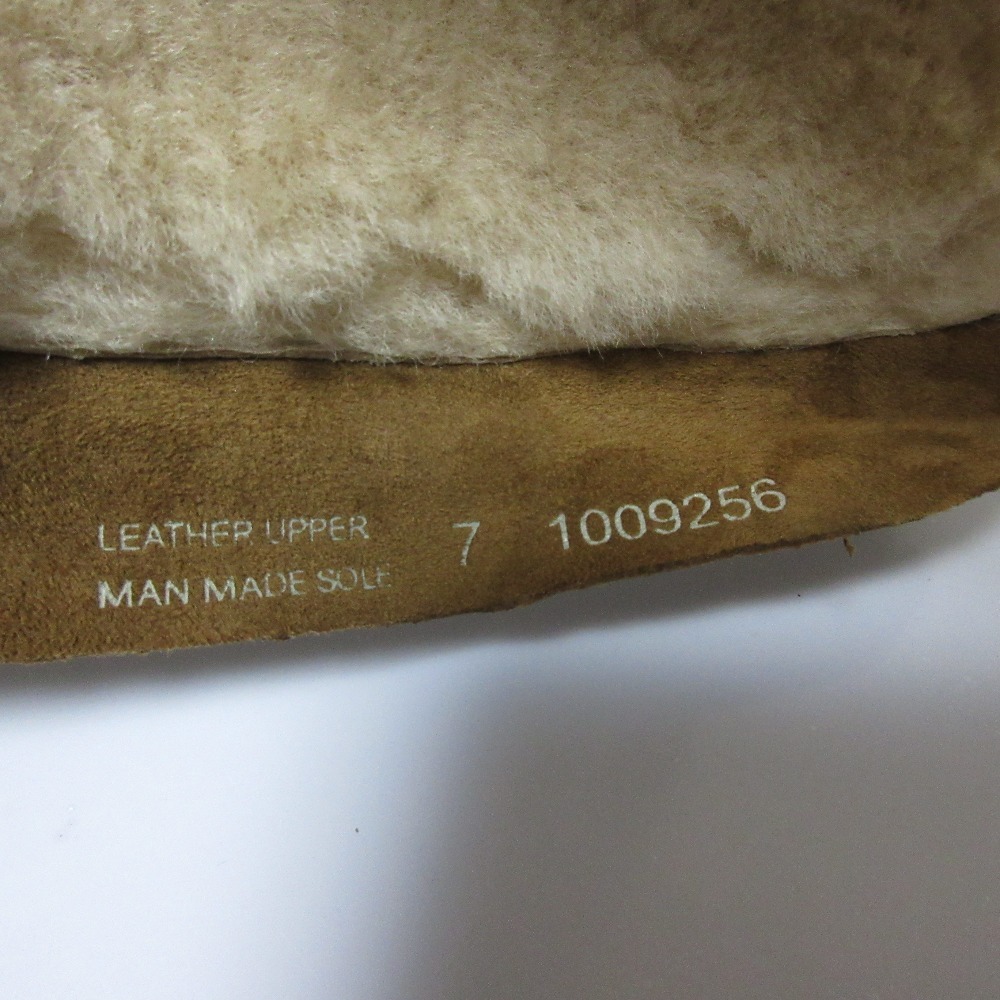 LEATHER UPPER 7 1009256
MAN MADE SOLE